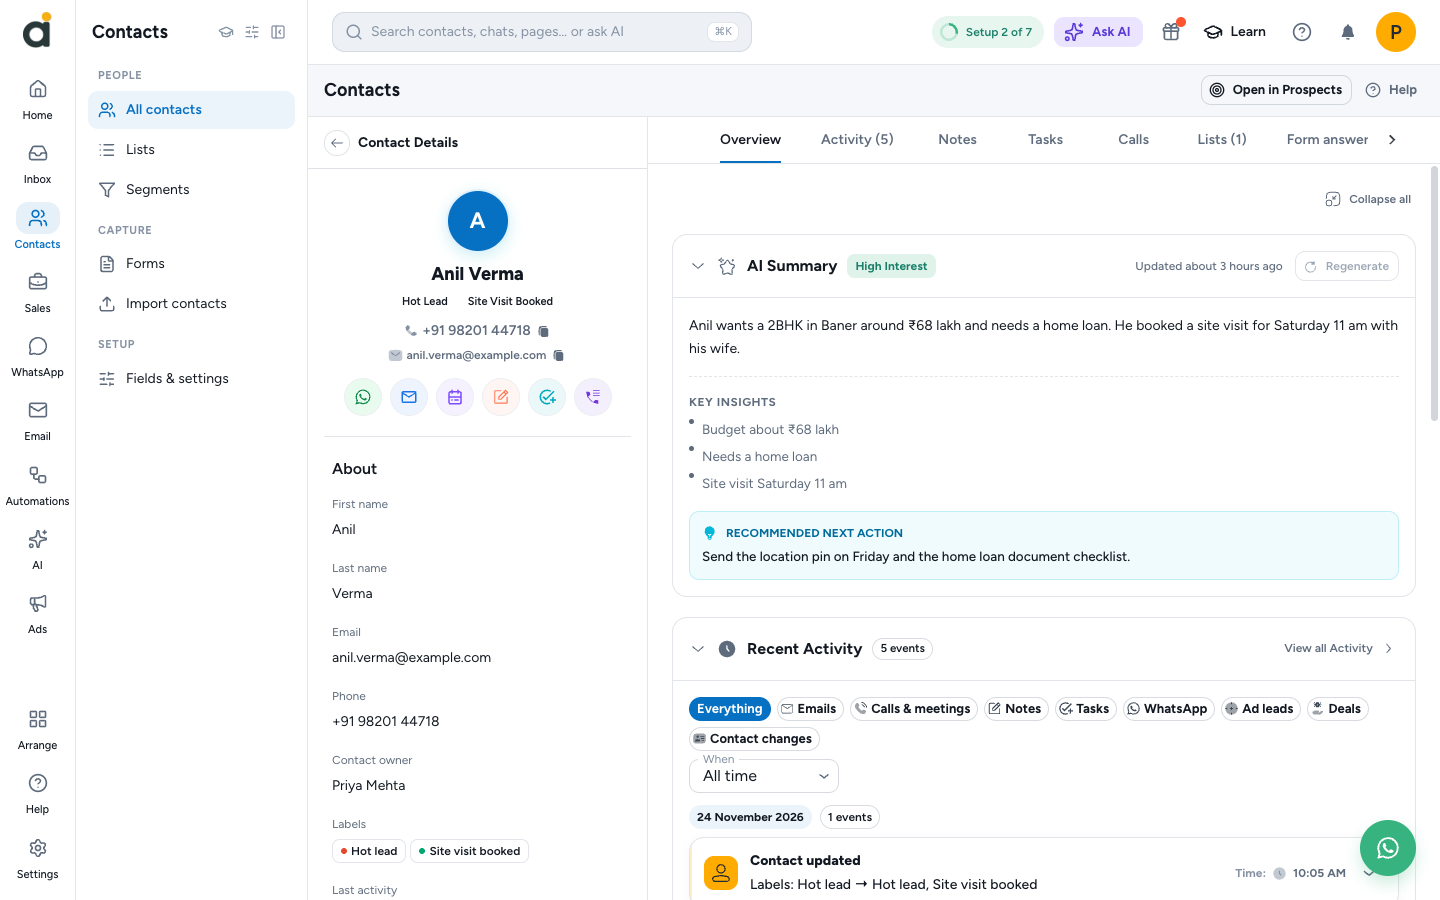 Contacts
Home
Inbox
Contacts
Sales
WhatsApp
Email
Automations
AI
Ads
Arrange
Help
Settings
PEOPLE
All contacts
Lists
Segments
CAPTURE
Forms
Import contacts
SETUP
Fields & settings
Search contacts, chats, pages... or ask AI
⌘K
Setup 2 of 7
Ask AI
Learn
P
Contacts
Open in Prospects
Help
Contact Details
A
Anil Verma
Hot Lead Site Visit Booked
+91 98201 44718
anil.verma@example.com
About
First name
Anil
Last name
Verma
Email
anil.verma@example.com
Phone
+91 98201 44718
Contact owner
Priya Mehta
Labels
Hot lead Site visit booked
Last activity
Overview Activity (5) Notes Tasks Calls Lists (1) Form answer
Collapse all
AI Summary High Interest Updated about 3 hours ago Regenerate
Anil wants a 2BHK in Baner around ₹68 lakh and needs a home loan. He booked a site visit for Saturday 11 am with
his wife.
KEY INSIGHTS
Budget about ₹68 lakh
Needs a home loan
Site visit Saturday 11 am
RECOMMENDED NEXT ACTION
Send the location pin on Friday and the home loan document checklist.
Recent Activity 5 events View all Activity
Everything Emails Calls & meetings Notes Tasks WhatsApp Ad leads Deals
Contact changes
When
All time
24 November 2026 1 events
Contact updated
Labels: Hot lead → Hot lead, Site visit booked
Time: 10:05 AM